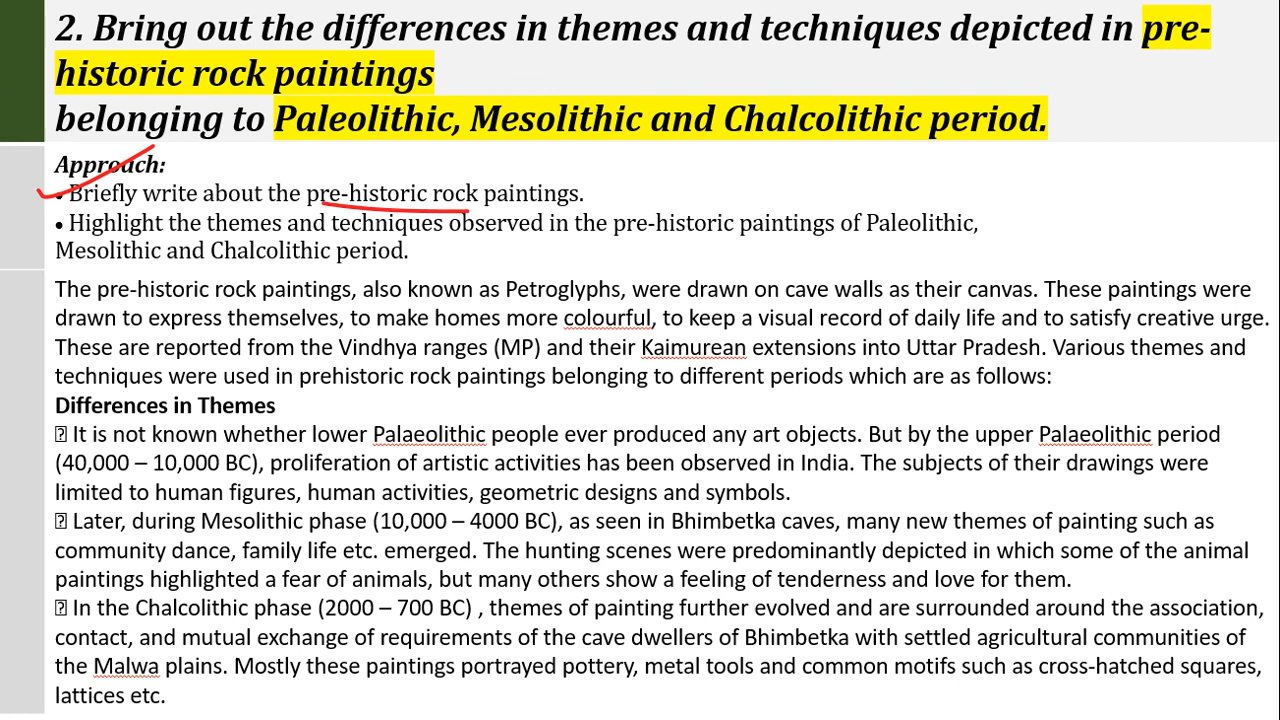 2. Bring out the differences in themes and techniques depicted in pre-
historic rock paintings
belonging to Paleolithic, Mesolithic and Chalcolithic period.
Approach:
• Briefly write about the pre-historic rock paintings.
• Highlight the themes and techniques observed in the pre-historic paintings of Paleolithic,
Mesolithic and Chalcolithic period.
The pre-historic rock paintings, also known as Petroglyphs, were drawn on cave walls as their canvas. These paintings were
drawn to express themselves, to make homes more colourful, to keep a visual record of daily life and to satisfy creative urge.
These are reported from the Vindhya ranges (MP) and their Kaimurean extensions into Uttar Pradesh. Various themes and
techniques were used in prehistoric rock paintings belonging to different periods which are as follows:
Differences in Themes
⍰ It is not known whether lower Palaeolithic people ever produced any art objects. But by the upper Palaeolithic period
(40,000 – 10,000 BC), proliferation of artistic activities has been observed in India. The subjects of their drawings were
limited to human figures, human activities, geometric designs and symbols.
⍰ Later, during Mesolithic phase (10,000 – 4000 BC), as seen in Bhimbetka caves, many new themes of painting such as
community dance, family life etc. emerged. The hunting scenes were predominantly depicted in which some of the animal
paintings highlighted a fear of animals, but many others show a feeling of tenderness and love for them.
⍰ In the Chalcolithic phase (2000 – 700 BC) , themes of painting further evolved and are surrounded around the association,
contact, and mutual exchange of requirements of the cave dwellers of Bhimbetka with settled agricultural communities of
the Malwa plains. Mostly these paintings portrayed pottery, metal tools and common motifs such as cross-hatched squares,
lattices etc.